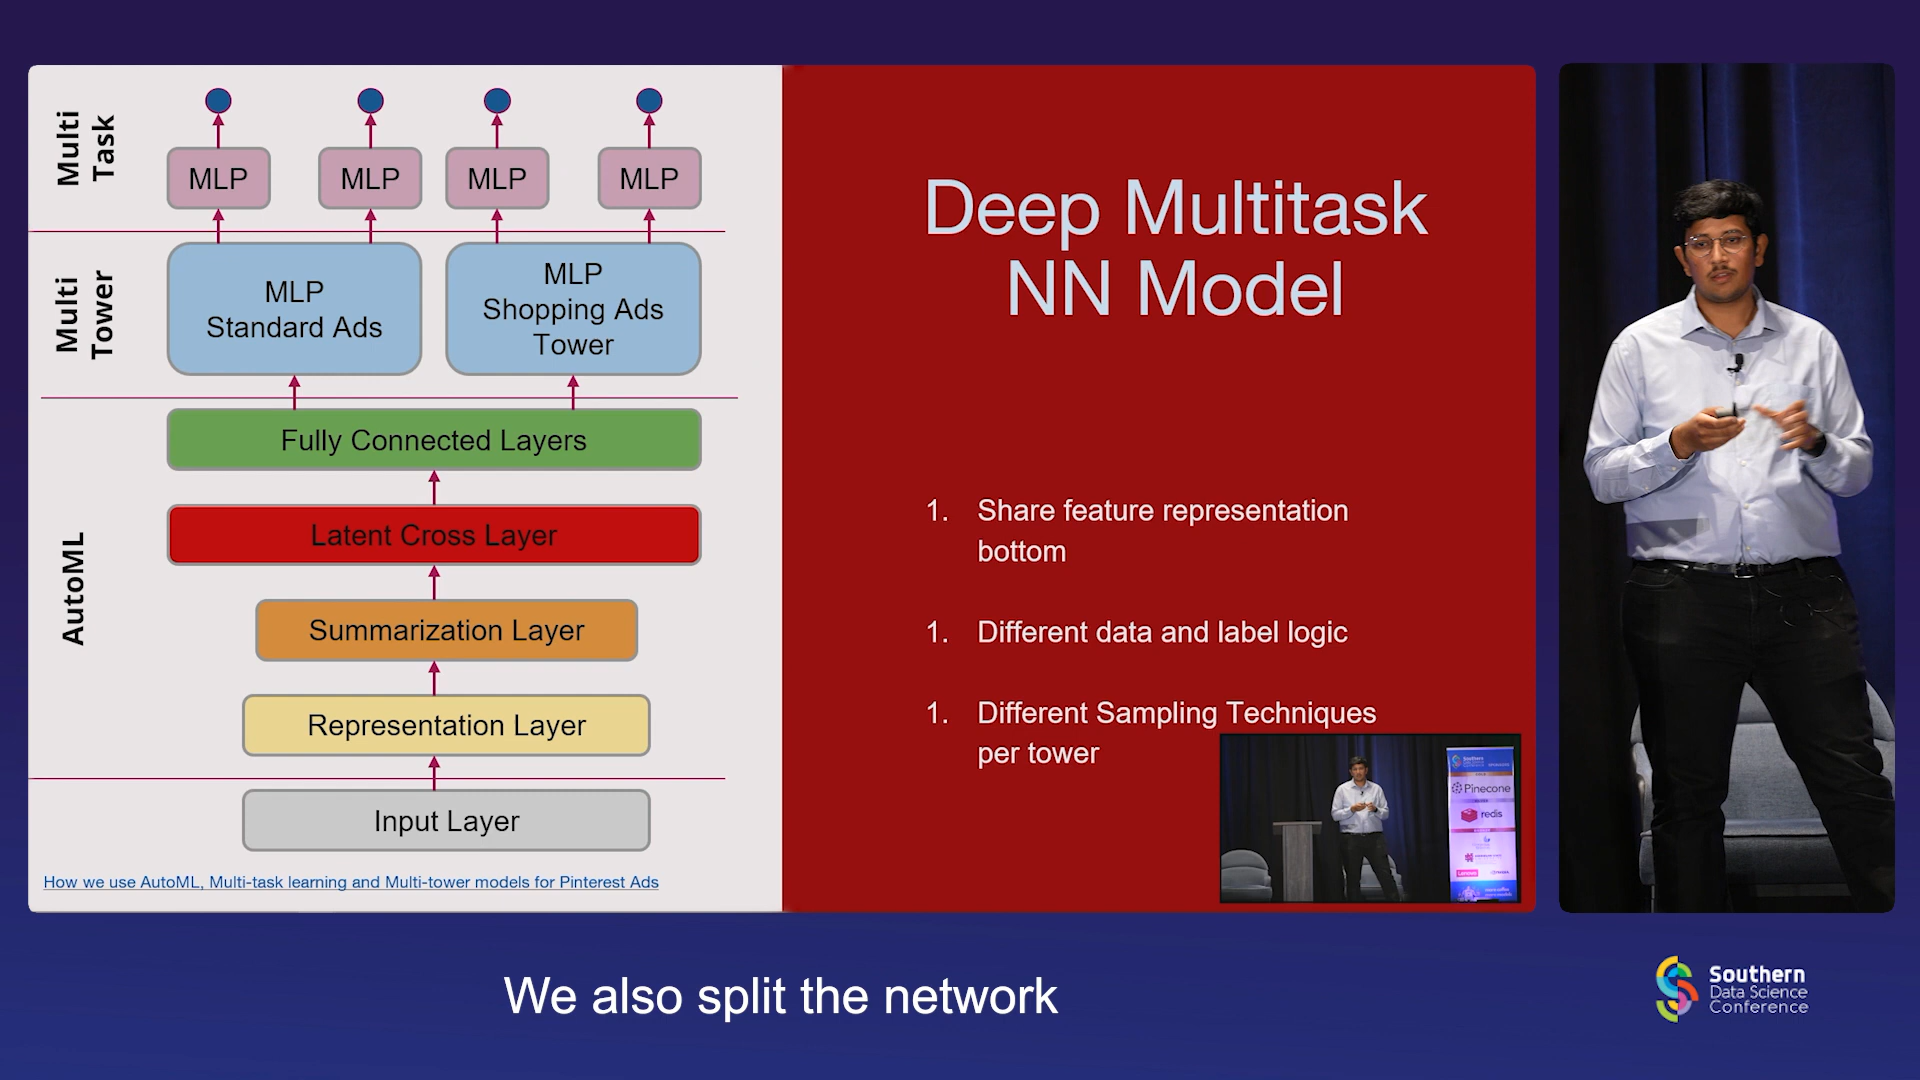 Multi
Task
MLP
MLP
MLP
MLP
Multi
Tower
MLP
Standard Ads
MLP
Shopping Ads
Tower
AutoML
Fully Connected Layers
Latent Cross Layer
Summarization Layer
Representation Layer
Input Layer
How we use AutoML, Multi-task learning and Multi-tower models for Pinterest Ads
Deep Multitask
NN Model
1. Share feature representation
bottom
1. Different data and label logic
1. Different Sampling Techniques
per tower
Pinecone
redis
Lenovo
We also split the network
Southern
Data Science
Conference